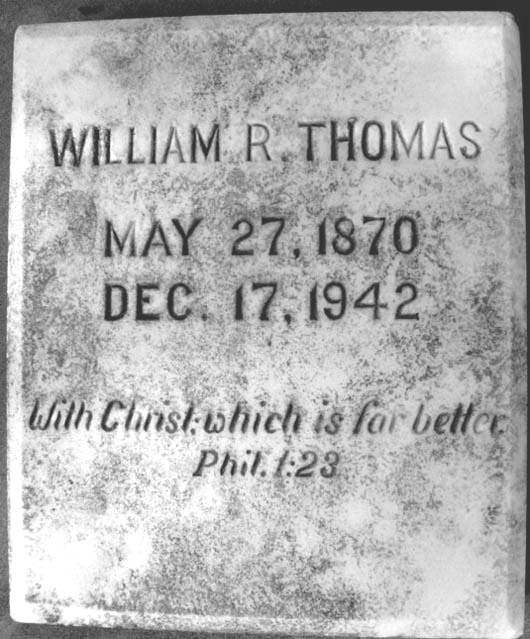 WILLIAM R. THOMAS
MAY 27, 1870
DEC. 17, 1942
With Christ; which is far better.
Phil. 1:23